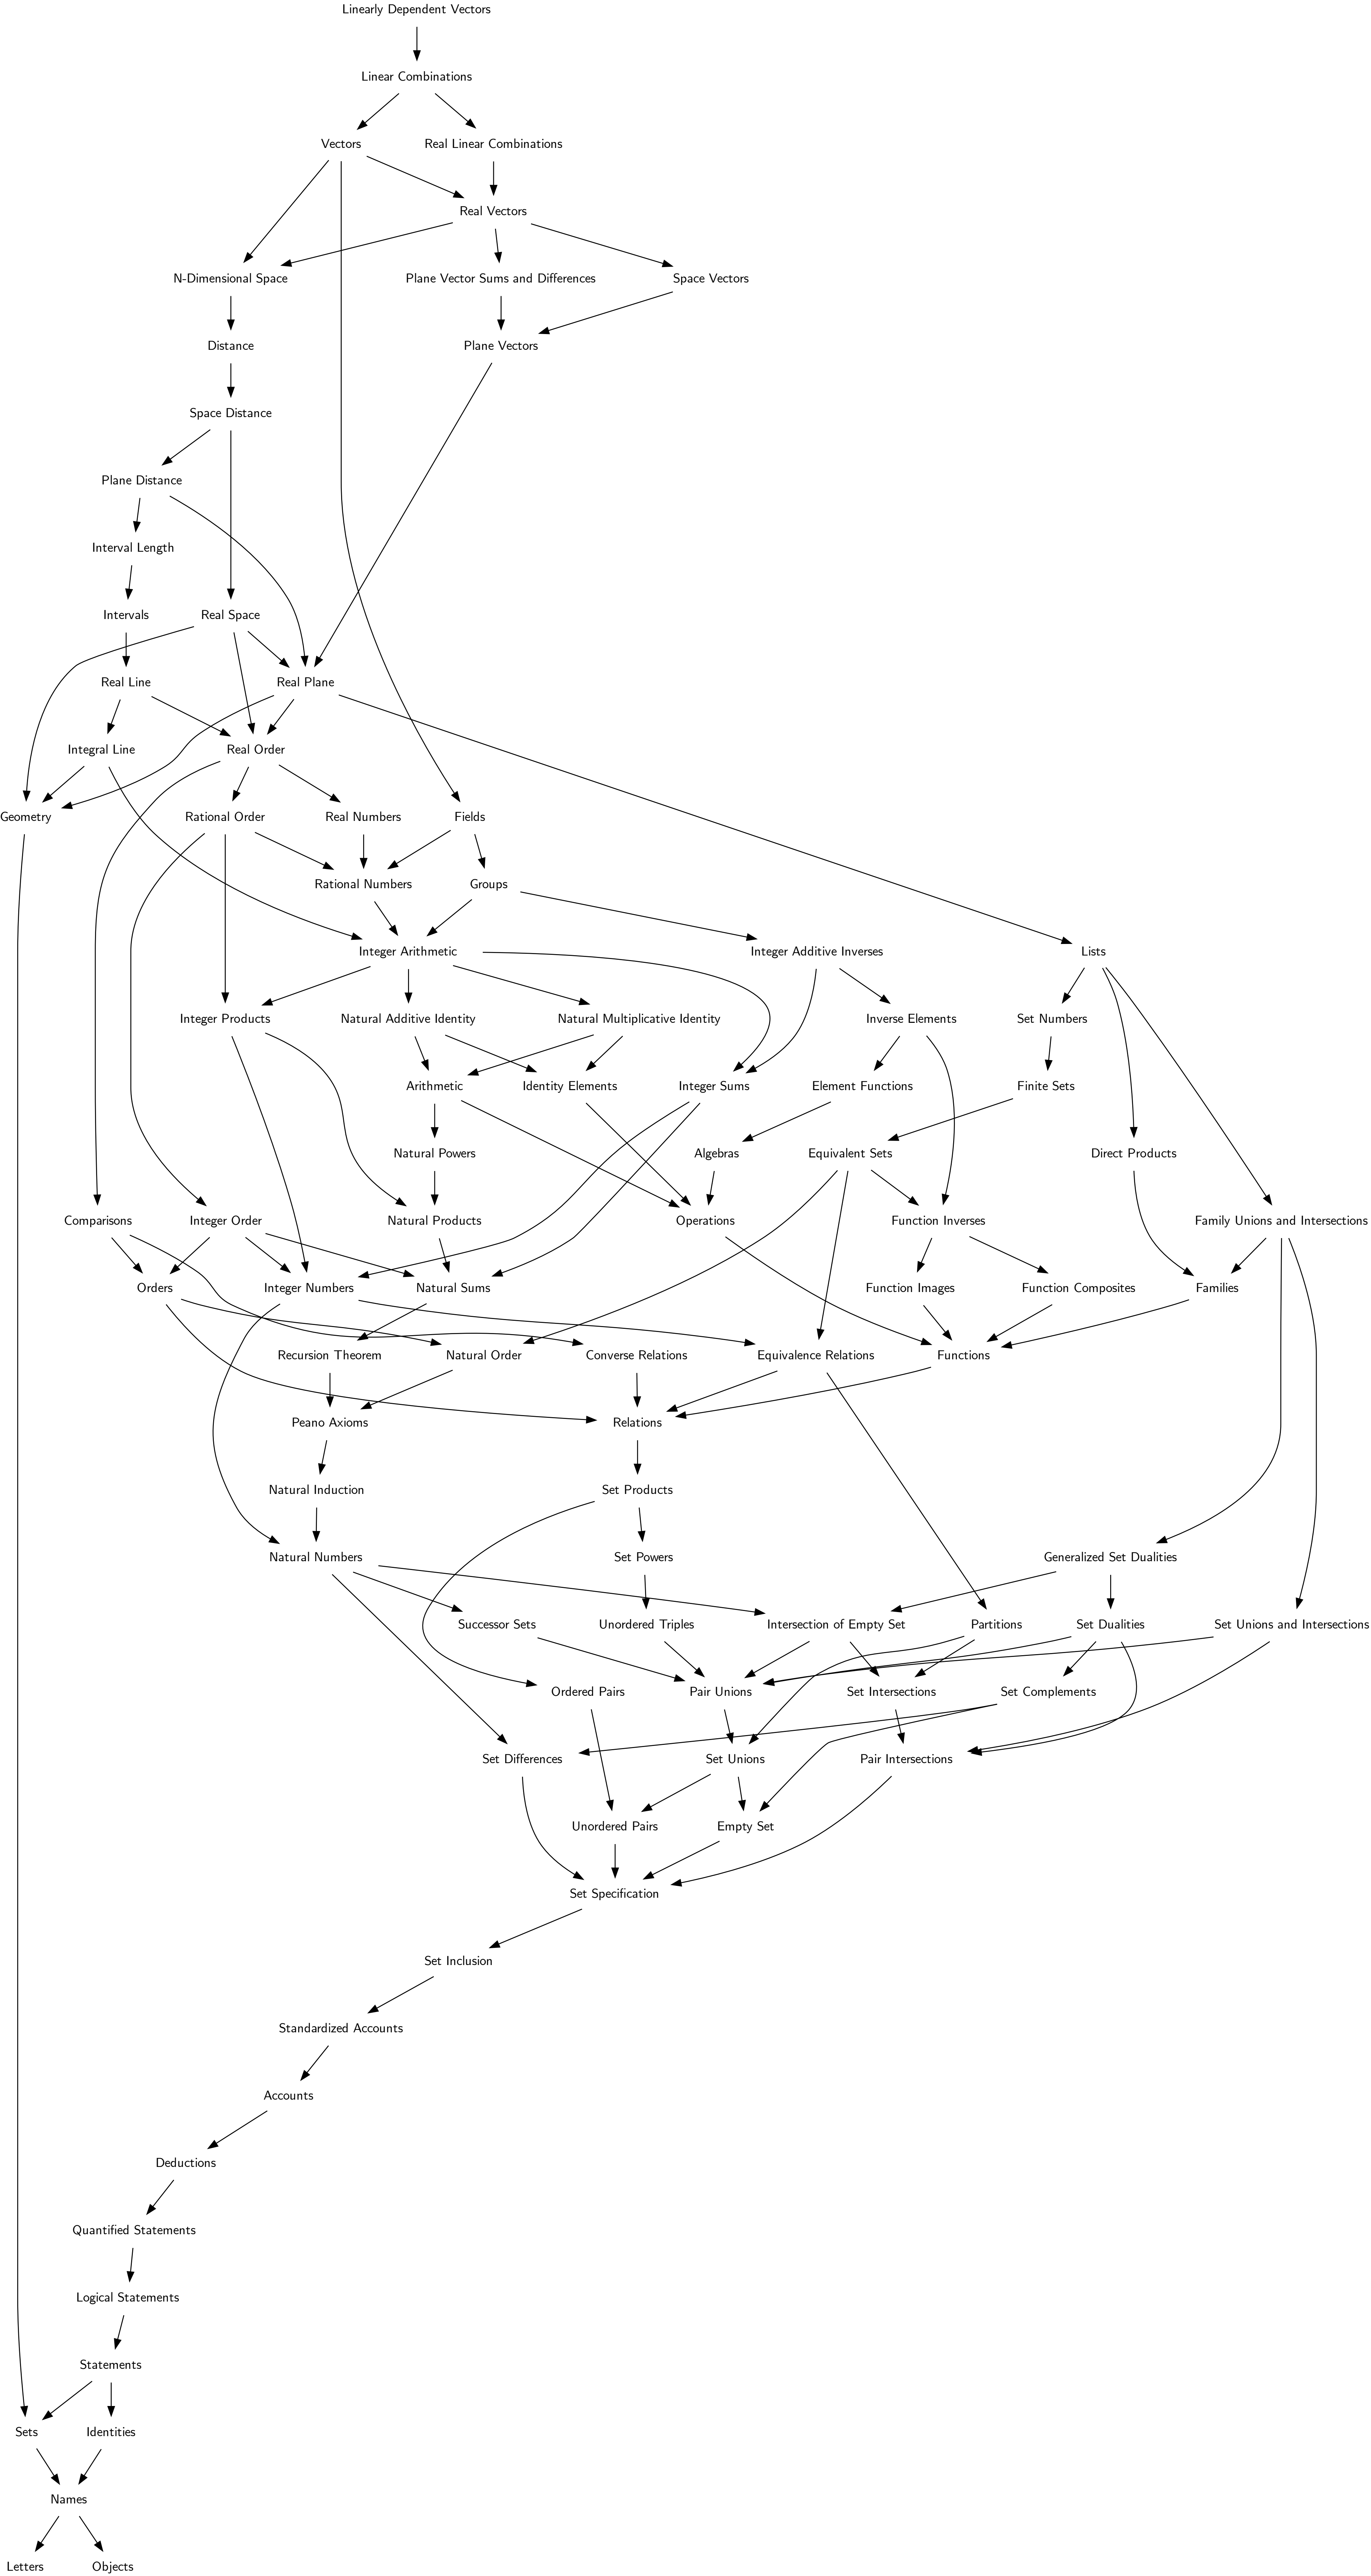 Linearly Dependent Vectors
Linear Combinations
Vectors
Real Linear Combinations
Real Vectors
N-Dimensional Space
Plane Vector Sums and Differences
Space Vectors
Distance
Plane Vectors
Space Distance
Plane Distance
Interval Length
Intervals
Real Space
Real Line
Real Plane
Integral Line
Real Order
Geometry
Rational Order
Real Numbers
Fields
Rational Numbers
Groups
Integer Arithmetic
Integer Additive Inverses
Lists
Integer Products
Natural Additive Identity
Natural Multiplicative Identity
Inverse Elements
Set Numbers
Arithmetic
Identity Elements
Integer Sums
Element Functions
Finite Sets
Natural Powers
Algebras
Equivalent Sets
Direct Products
Comparisons
Integer Order
Natural Products
Operations
Function Inverses
Family Unions and Intersections
Orders
Integer Numbers
Natural Sums
Function Images
Function Composites
Families
Recursion Theorem
Natural Order
Converse Relations
Equivalence Relations
Functions
Peano Axioms
Relations
Natural Induction
Set Products
Natural Numbers
Set Powers
Generalized Set Dualities
Successor Sets
Unordered Triples
Intersection of Empty Set
Partitions
Set Dualities
Set Unions and Intersections
Ordered Pairs
Pair Unions
Set Intersections
Set Complements
Set Differences
Set Unions
Pair Intersections
Unordered Pairs
Empty Set
Set Specification
Set Inclusion
Standardized Accounts
Accounts
Deductions
Quantified Statements
Logical Statements
Statements
Sets
Identities
Names
Letters
Objects